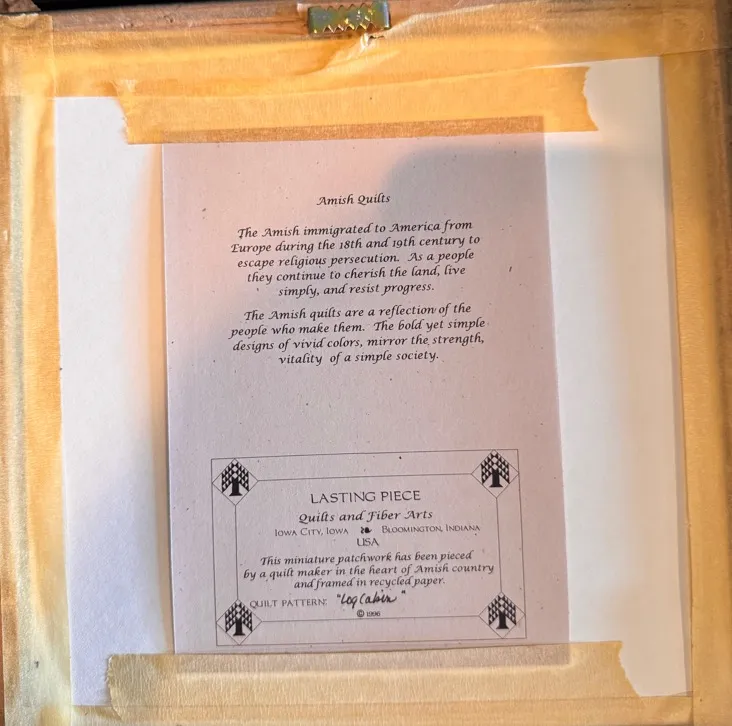 Amish Quilts
The Amish immigrated to America from
Europe during the 18th and 19th century to
escape religious persecution. As a people
they continue to cherish the land, live
simply, and resist progress.
The Amish quilts are a reflection of the
people who make them. The bold yet simple
designs of vivid colors, mirror the strength,
vitality of a simple society.
LASTING PIECE
Quilts and Fiber Arts
IOWA CITY, IOWA ❧ BLOOMINGTON, INDIANA
USA
This miniature patchwork has been pieced
by a quilt maker in the heart of Amish country
and framed in recycled paper.
QUILT PATTERN: "Log Cabin"
© 1996